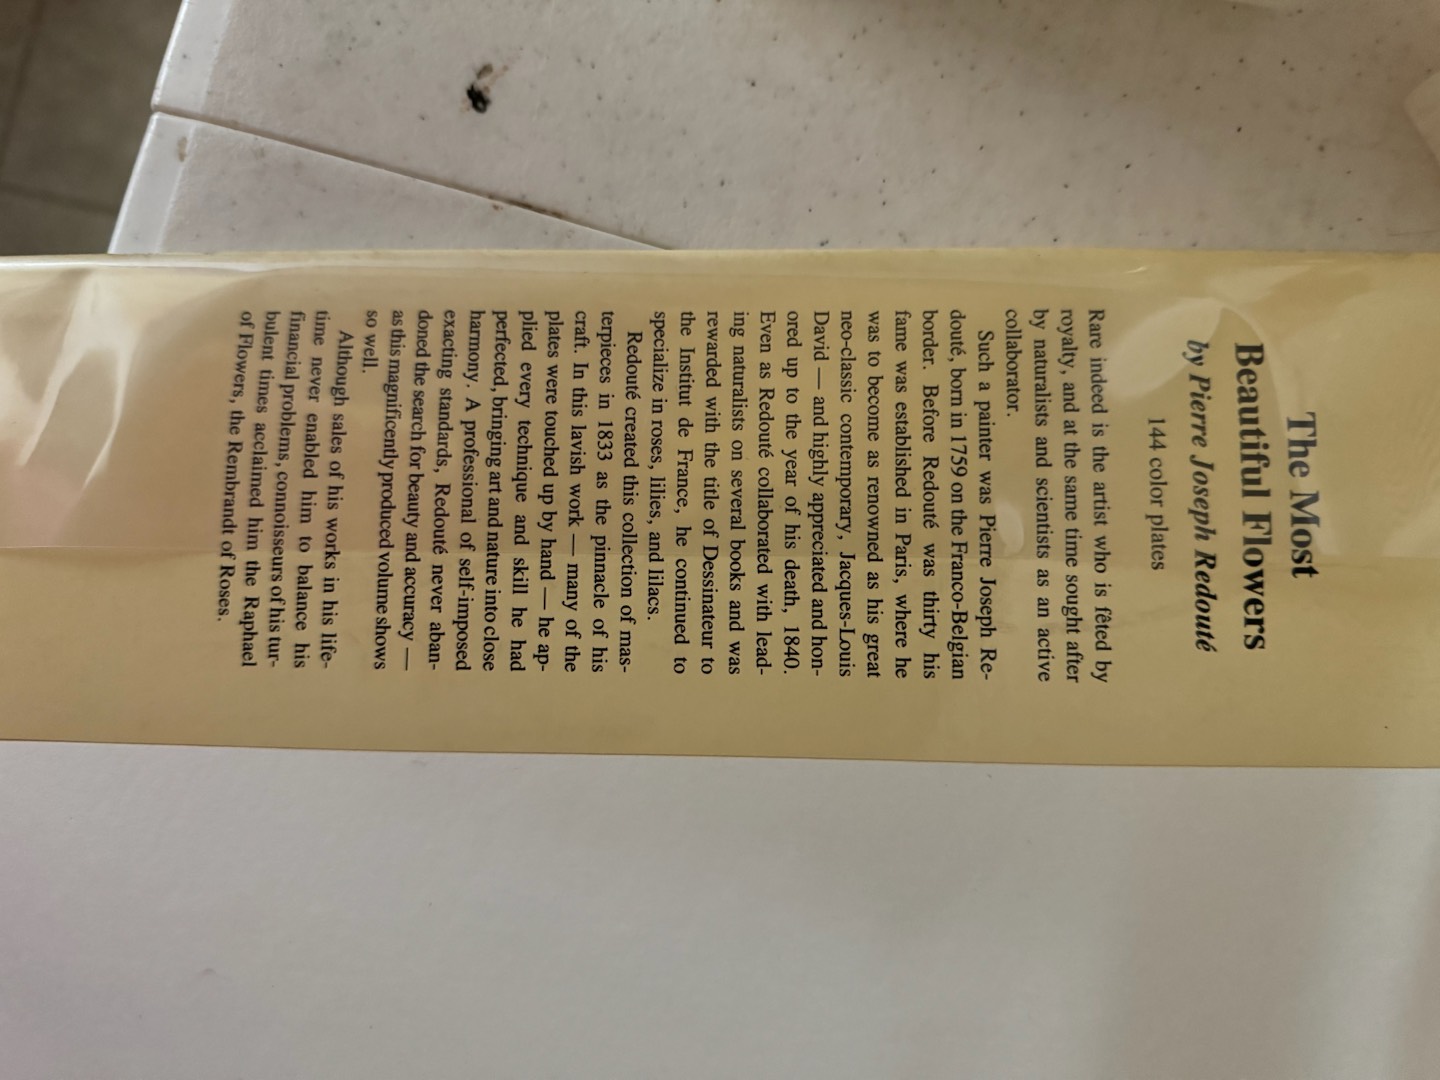 The Most
Beautiful Flowers
by Pierre Joseph Redouté
144 color plates
Rare indeed is the artist who is fêted by
royalty, and at the same time sought after
by naturalists and scientists as an active
collaborator.
Such a painter was Pierre Joseph Re-
douté, born in 1759 on the Franco-Belgian
border. Before Redouté was thirty his
fame was established in Paris, where he
was to become as renowned as his great
neo-classic contemporary, Jacques-Louis
David — and highly appreciated and hon-
ored up to the year of his death, 1840.
Even as Redouté collaborated with lead-
ing naturalists on several books and was
rewarded with the title of Dessinateur to
the Institut de France, he continued to
specialize in roses, lilies, and lilacs.
Redouté created this collection of mas-
terpieces in 1833 as the pinnacle of his
craft. In this lavish work — many of the
plates were touched up by hand — he ap-
plied every technique and skill he had
perfected, bringing art and nature into close
harmony. A professional of self-imposed
exacting standards, Redouté never aban-
doned the search for beauty and accuracy —
as this magnificently produced volume shows
so well.
Although sales of his works in his life-
time never enabled him to balance his
financial problems, connoisseurs of his tur-
bulent times acclaimed him the Raphael
of Flowers, the Rembrandt of Roses.